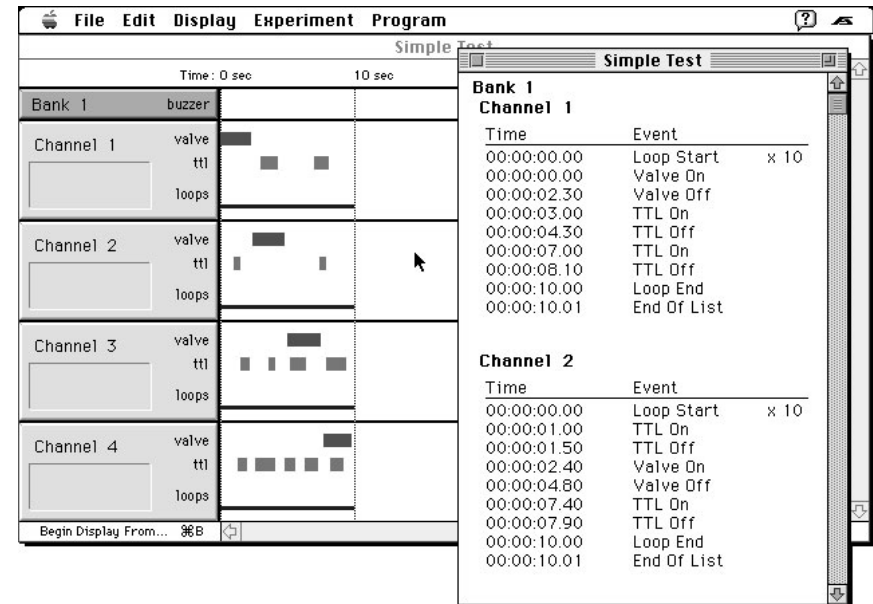 File Edit Display Experiment Program
Simple Test
Time: 0 sec 10 sec
Bank 1 buzzer
Channel 1 valve
ttl
loops
Channel 2 valve
ttl
loops
Channel 3 valve
ttl
loops
Channel 4 valve
ttl
loops
Begin Display From... ⌘B
Simple Test
Bank 1
Channel 1
Time Event
00:00:00.00 Loop Start x 10
00:00:00.00 Valve On
00:00:02.30 Valve Off
00:00:03.00 TTL On
00:00:04.30 TTL Off
00:00:07.00 TTL On
00:00:08.10 TTL Off
00:00:10.00 Loop End
00:00:10.01 End Of List
Channel 2
Time Event
00:00:00.00 Loop Start x 10
00:00:01.00 TTL On
00:00:01.50 TTL Off
00:00:02.40 Valve On
00:00:04.80 Valve Off
00:00:07.40 TTL On
00:00:07.90 TTL Off
00:00:10.00 Loop End
00:00:10.01 End Of List